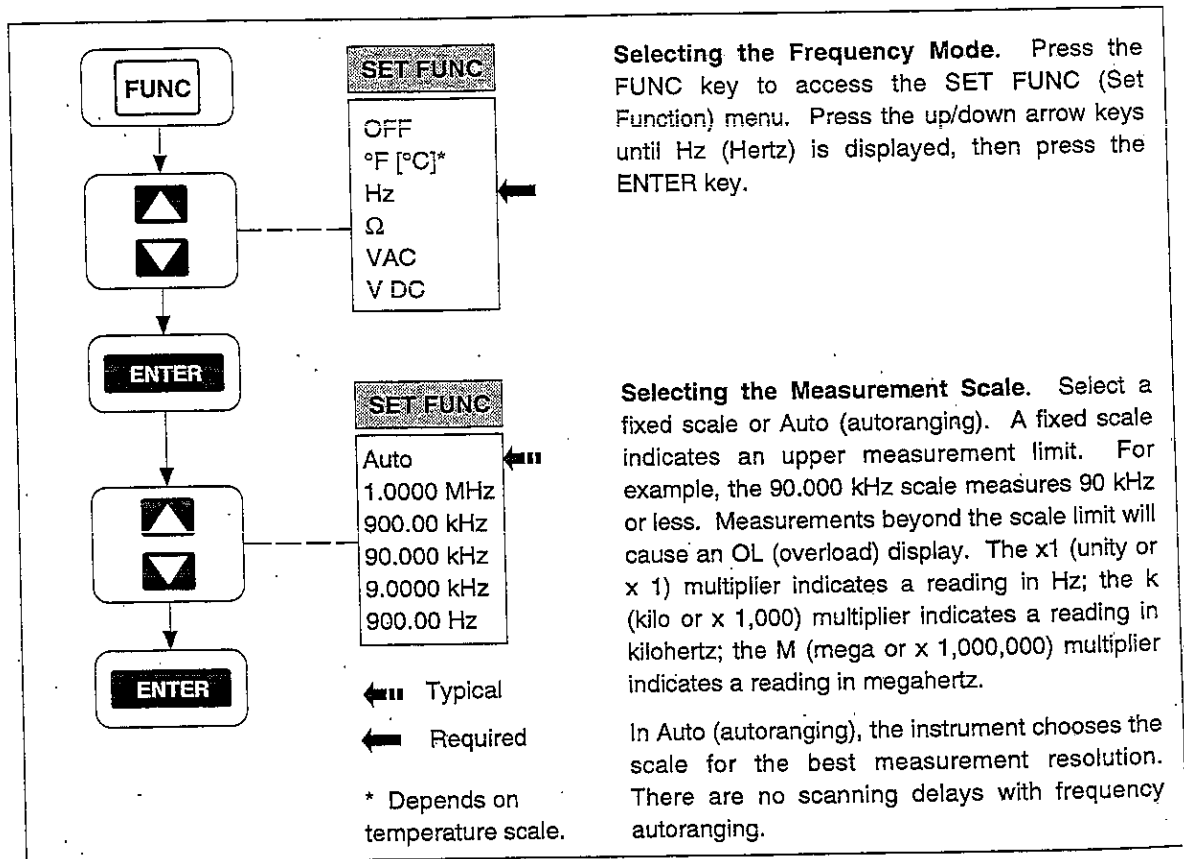 FUNC
ENTER
ENTER
SET FUNC
OFF
°F [°C]*
Hz
Ω
VAC
V DC
Selecting the Frequency Mode. Press the
FUNC key to access the SET FUNC (Set
Function) menu. Press the up/down arrow keys
until Hz (Hertz) is displayed, then press the
ENTER key.
SET FUNC
Auto
1.0000 MHz
900.00 kHz
90.000 kHz
9.0000 kHz
900.00 Hz
Typical
Required
* Depends on
temperature scale.
Selecting the Measurement Scale. Select a
fixed scale or Auto (autoranging). A fixed scale
indicates an upper measurement limit. For
example, the 90.000 kHz scale measures 90 kHz
or less. Measurements beyond the scale limit will
cause an OL (overload) display. The x1 (unity or
x 1) multiplier indicates a reading in Hz; the k
(kilo or x 1,000) multiplier indicates a reading in
kilohertz; the M (mega or x 1,000,000) multiplier
indicates a reading in megahertz.
In Auto (autoranging), the instrument chooses the
scale for the best measurement resolution.
There are no scanning delays with frequency
autoranging.